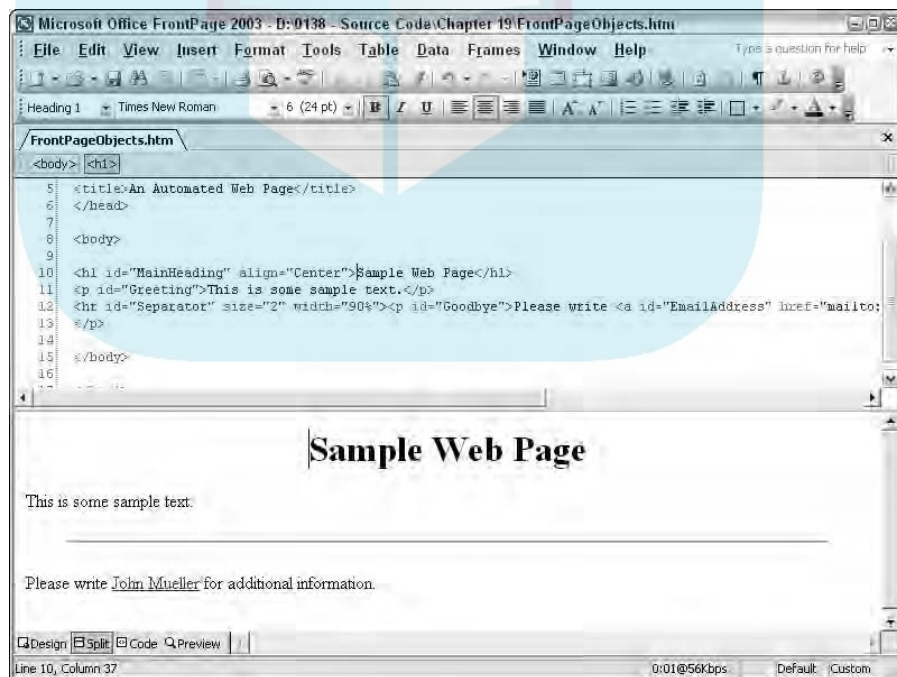 Microsoft Office FrontPage 2003 - D:\0138 - Source Code\Chapter 19\FrontPageObjects.htm
File Edit View Insert Format Tools Table Data Frames Window Help Type a question for help
Heading 1 Times New Roman 6 (24 pt) B I U A A A
FrontPageObjects.htm
<body> <h1>
5 <title>An Automated Web Page</title>
6 </head>
7
8 <body>
9
10 <h1 id="MainHeading" align="Center">Sample Web Page</h1>
11 <p id="Greeting">This is some sample text.</p>
12 <hr id="Separator" size="2" width="90%"><p id="Goodbye">Please write <a id="EmailAddress" href="mailto:
13 </p>
14
15 </body>
16
Sample Web Page
This is some sample text.
Please write John Mueller for additional information.
Design Split Code Preview
Line 10, Column 37 0:01@56Kbps Default Custom